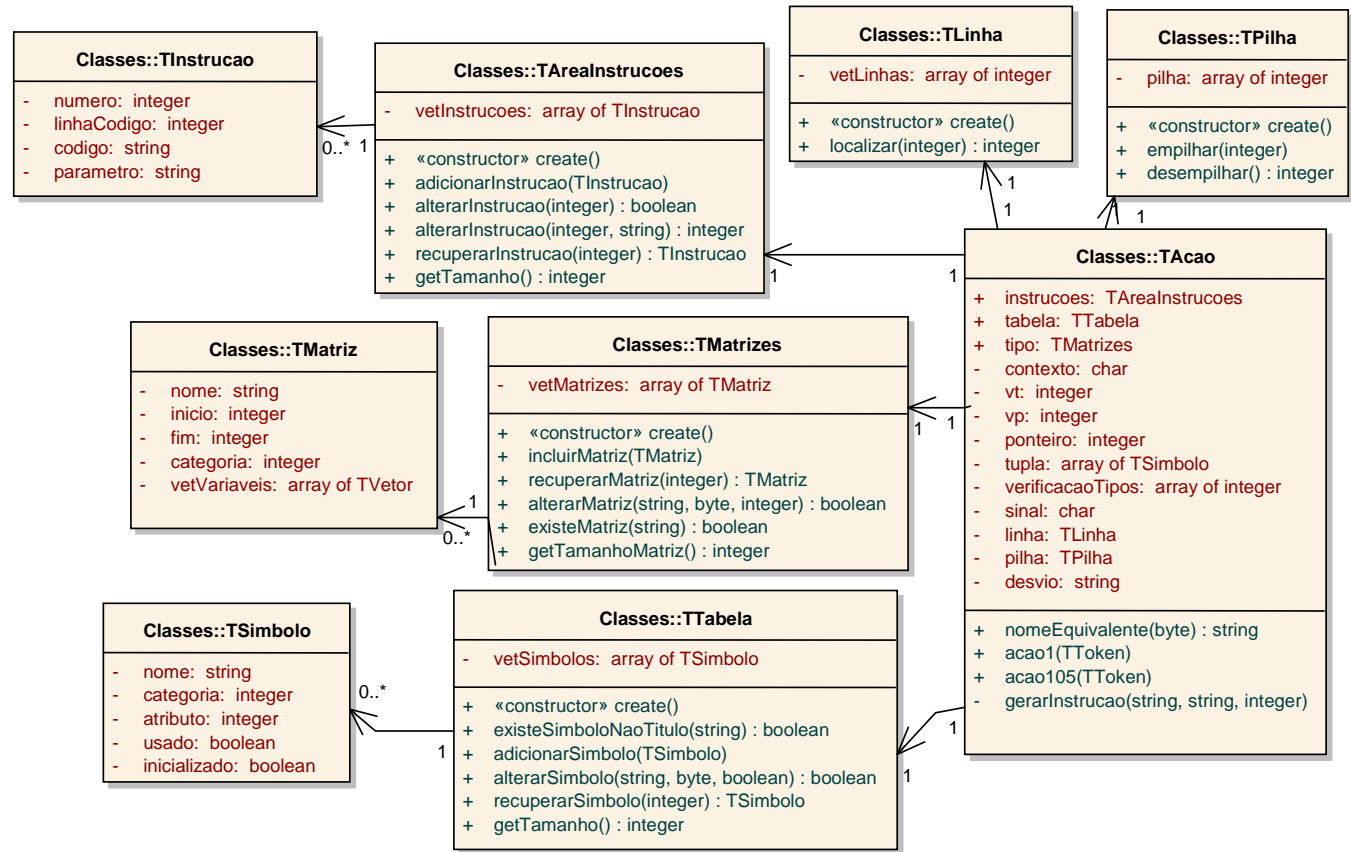 Classes::TInstrucao
- numero: integer
- linhaCodigo: integer
- codigo: string
- parametro: string
0..*
1
Classes::TAreaInstrucoes
- vetInstrucoes: array of TInstrucao
+ «constructor» create()
+ adicionarInstrucao(TInstrucao)
+ alterarInstrucao(integer) : boolean
+ alterarInstrucao(integer, string) : integer
+ recuperarInstrucao(integer) : TInstrucao
+ getTamanho() : integer
1
1
Classes::TLinha
- vetLinhas: array of integer
+ «constructor» create()
+ localizar(integer) : integer
1
1
Classes::TPilha
- pilha: array of integer
+ «constructor» create()
+ empilhar(integer)
+ desempilhar() : integer
1
1
Classes::TAcao
+ instrucoes: TAreaInstrucoes
+ tabela: TTabela
+ tipo: TMatrizes
- contexto: char
- vt: integer
- vp: integer
- ponteiro: integer
- tupla: array of TSimbolo
- verificacaoTipos: array of integer
- sinal: char
- linha: TLinha
- pilha: TPilha
- desvio: string
+ nomeEquivalente(byte) : string
+ acao1(TToken)
+ acao105(TToken)
- gerarInstrucao(string, string, integer)
Classes::TMatriz
- nome: string
- inicio: integer
- fim: integer
- categoria: integer
- vetVariaveis: array of TVetor
1
0..*
Classes::TMatrizes
- vetMatrizes: array of TMatriz
+ «constructor» create()
+ incluirMatriz(TMatriz)
+ recuperarMatriz(integer) : TMatriz
+ alterarMatriz(string, byte, integer) : boolean
+ existeMatriz(string) : boolean
+ getTamanhoMatriz() : integer
1
1
Classes::TSimbolo
- nome: string
- categoria: integer
- atributo: integer
- usado: boolean
- inicializado: boolean
0..*
1
Classes::TTabela
- vetSimbolos: array of TSimbolo
+ «constructor» create()
+ existeSimboloNaoTitulo(string) : boolean
+ adicionarSimbolo(TSimbolo)
+ alterarSimbolo(string, byte, boolean) : boolean
+ recuperarSimbolo(integer) : TSimbolo
+ getTamanho() : integer
1
1